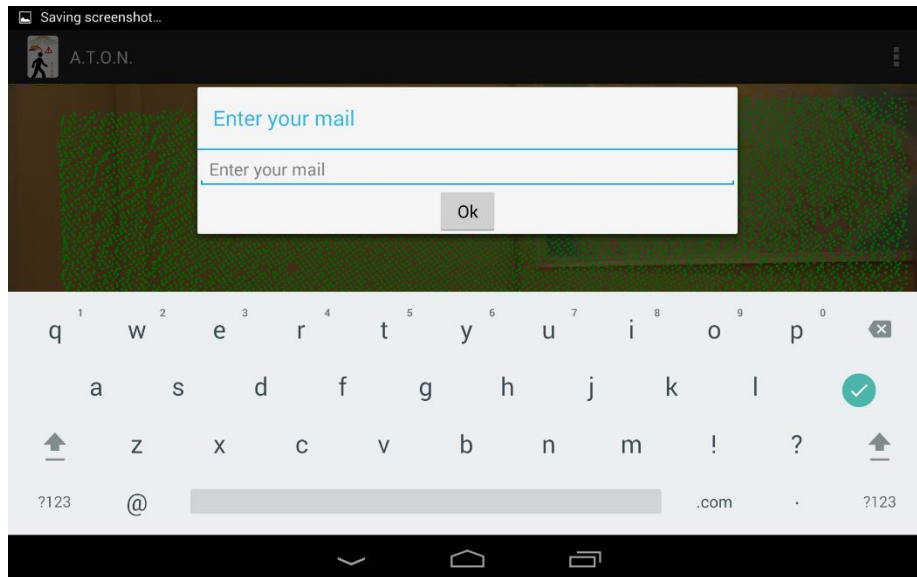 Saving screenshot...
A.T.O.N.
Enter your mail
Enter your mail
Ok
q 1 w 2 e 3 r 4 t 5 y 6 u 7 i 8 o 9 p 0
a s d f g h j k l
z x c v b n m ! ?
?123 @ .com . ?123